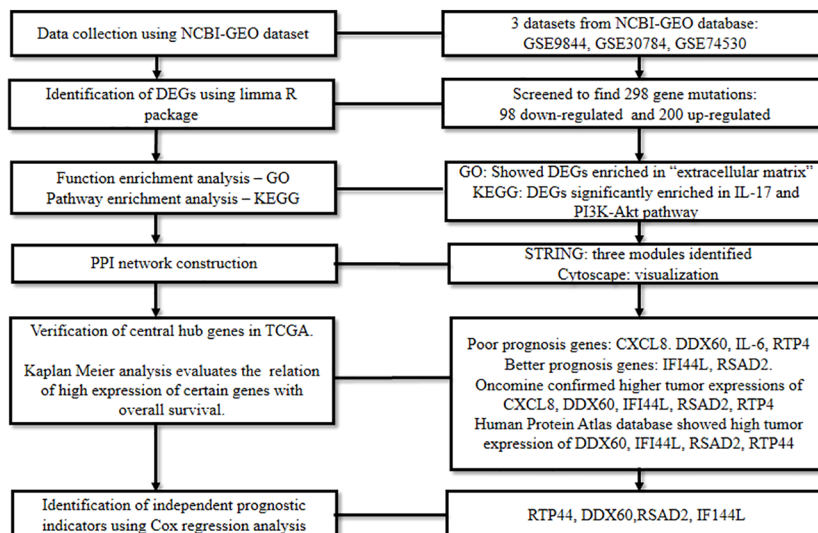 Data collection using NCBI-GEO dataset
3 datasets from NCBI-GEO database:
GSE9844, GSE30784, GSE74530
Identification of DEGs using limma R
package
Screened to find 298 gene mutations:
98 down-regulated and 200 up-regulated
Function enrichment analysis – GO
Pathway enrichment analysis – KEGG
GO: Showed DEGs enriched in “extracellular matrix”
KEGG: DEGs significantly enriched in IL-17 and
PI3K-Akt pathway
PPI network construction
STRING: three modules identified
Cytoscape: visualization
Verification of central hub genes in TCGA.
Kaplan Meier analysis evaluates the relation
of high expression of certain genes with
overall survival.
Poor prognosis genes: CXCL8. DDX60, IL-6, RTP4
Better prognosis genes: IFI44L, RSAD2.
Oncomine confirmed higher tumor expressions of
CXCL8, DDX60, IFI44L, RSAD2, RTP4
Human Protein Atlas database showed high tumor
expression of DDX60, IFI44L, RSAD2, RTP44
Identification of independent prognostic
indicators using Cox regression analysis
RTP44, DDX60,RSAD2, IF144L